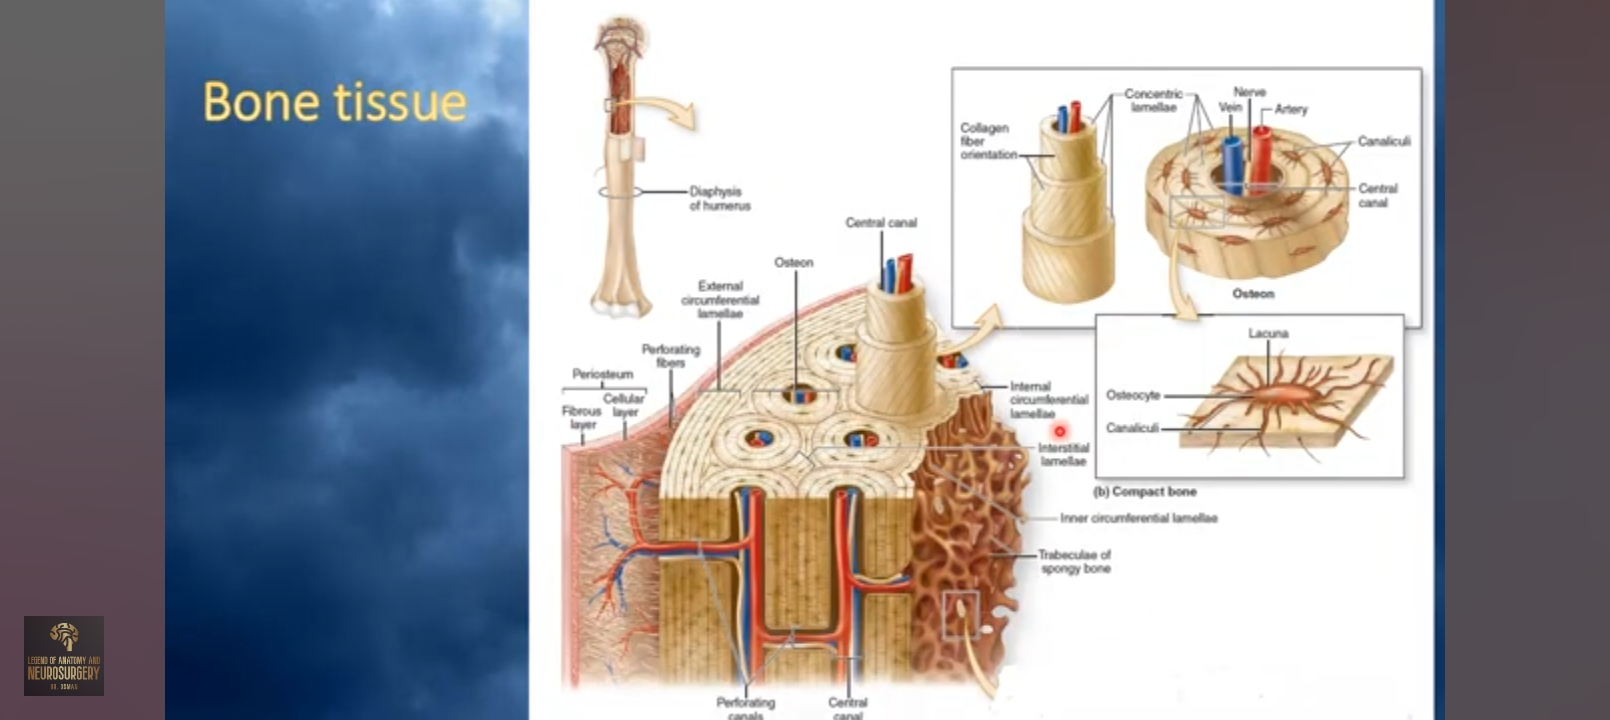 Bone tissue
Diaphysis
of humerus
Central canal
Osteon
External
circumferential
lamellae
Perforating
fibers
Periosteum
Fibrous
layer
Cellular
layer
Concentric
lamellae
Collagen
fiber
orientation
Nerve
Vein
Artery
Canaliculi
Central
canal
Osteon
Lacuna
Osteocyte
Canaliculi
Internal
circumferential
lamellae
Interstitial
lamellae
(b) Compact bone
Inner circumferential lamellae
Trabeculae of
spongy bone
Perforating
canals
Central
canal
LEGEND OF ANATOMY AND
NEUROSURGERY
DR. OSMAN